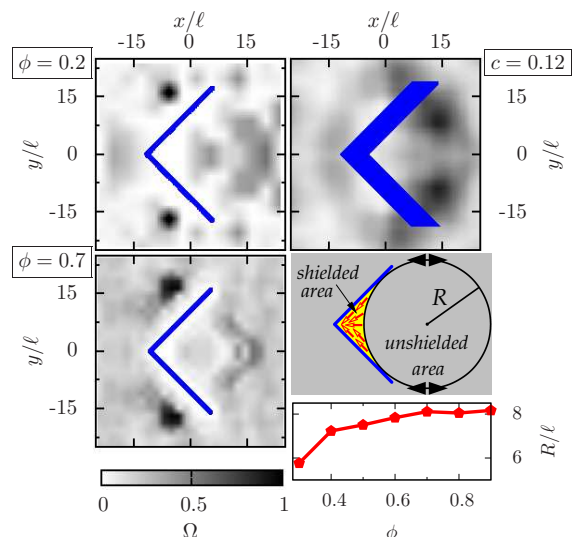 x/ℓ
x/ℓ
-15 0 15
-15 0 15
ϕ = 0.2
c = 0.12
15
0
-15
y/ℓ
15
0
-15
y/ℓ
ϕ = 0.7
15
0
-15
y/ℓ
shielded
area
R
unshielded
area
0 0.5 1
Ω
8
6
R/ℓ
0.4 0.6 0.8
ϕ